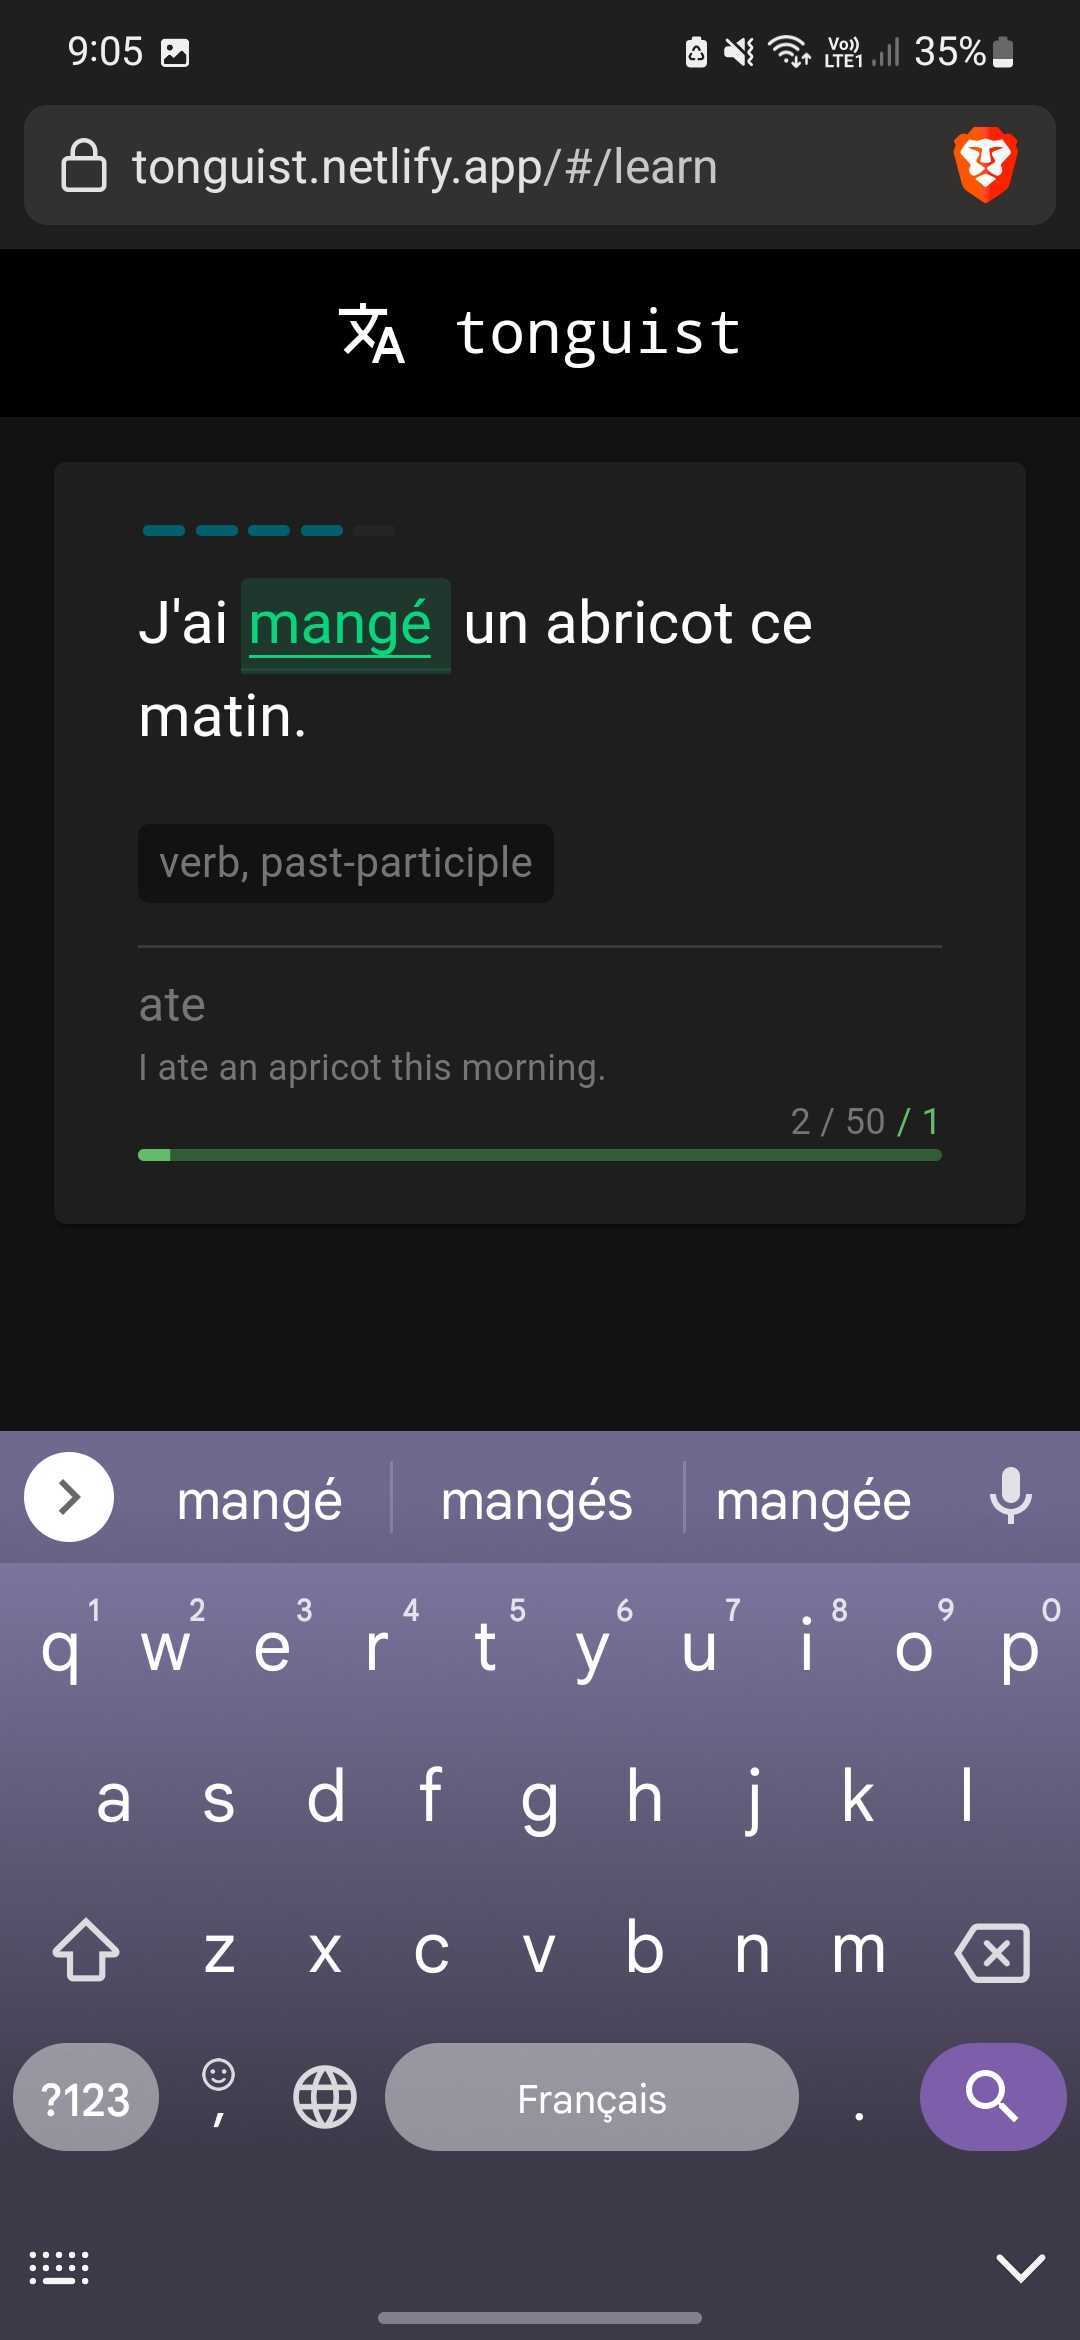 9:05
Vo)) LTE1 35%
tonguist.netlify.app/#/learn
tonguist
J'ai mangé un abricot ce
matin.
verb, past-participle
ate
I ate an apricot this morning.
2 / 50 / 1
mangé mangés mangée
1 2 3 4 5 6 7 8 9 0
q w e r t y u i o p
a s d f g h j k l
z x c v b n m
?123 , Français .